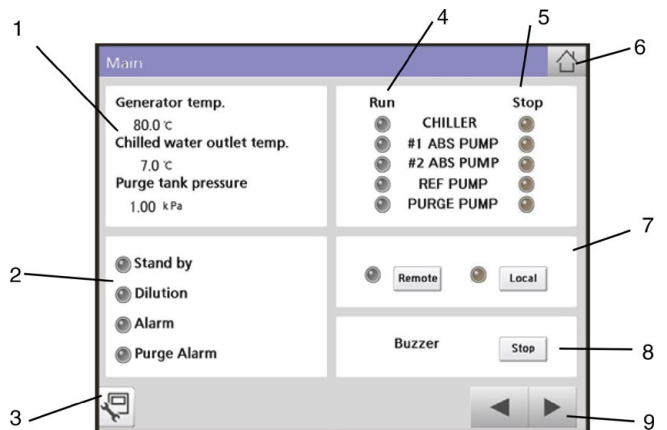 1
4
5
6
Main
Generator temp.
80.0 ℃
Chilled water outlet temp.
7.0 ℃
Purge tank pressure
1.00 kPa
Run Stop
CHILLER
#1 ABS PUMP
#2 ABS PUMP
REF PUMP
PURGE PUMP
2
Stand by
Dilution
Alarm
Purge Alarm
7
Remote Local
Buzzer Stop
8
3
9